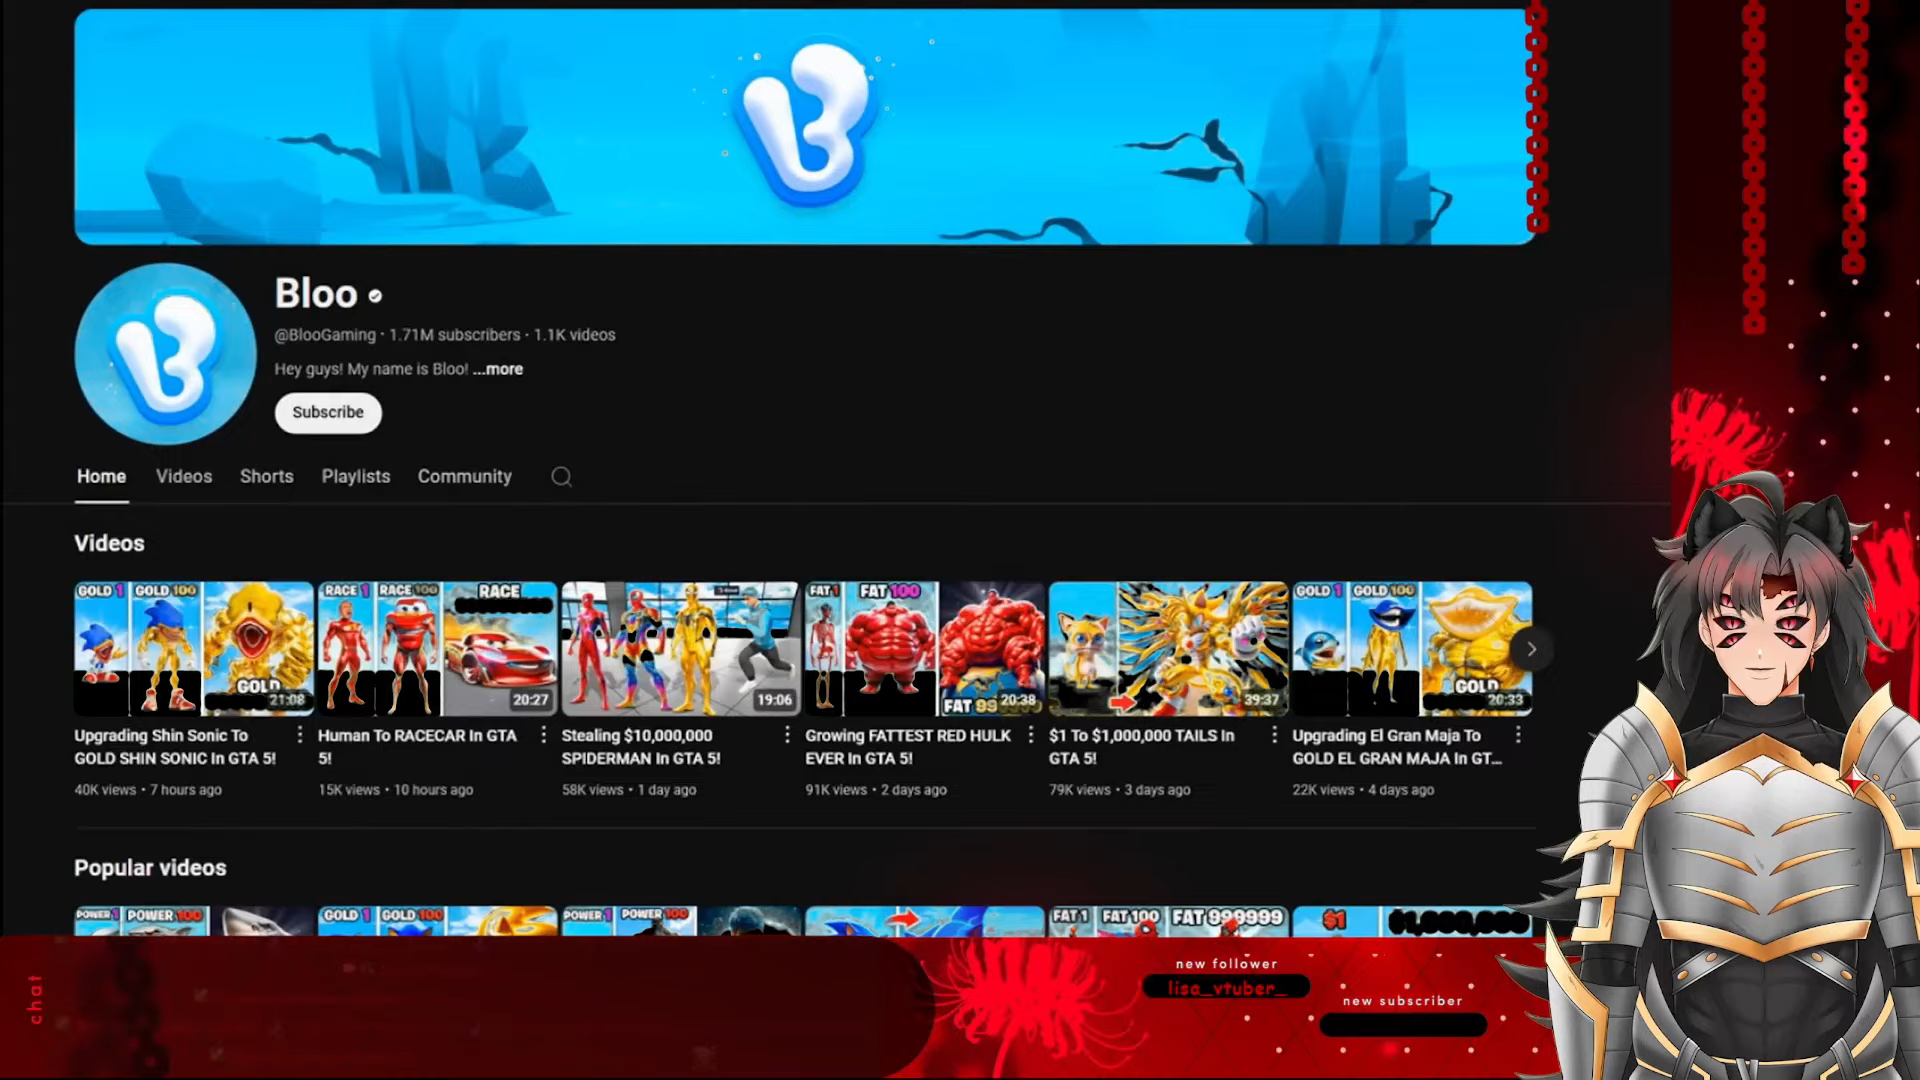 Bloo
@BlooGaming · 1.71M subscribers · 1.1K videos
Hey guys! My name is Bloo! ...more
Subscribe
Home Videos Shorts Playlists Community
Videos
GOLD 1 GOLD 100 GOLD 21:08
RACE 1 RACE 100 RACE 20:27
19:06
FAT 1 FAT 100 FAT 99 20:38
39:37
GOLD 1 GOLD 100 GOLD 20:33
Upgrading Shin Sonic To
GOLD SHIN SONIC In GTA 5!
40K views • 7 hours ago
Human To RACECAR In GTA
5!
15K views • 10 hours ago
Stealing $10,000,000
SPIDERMAN In GTA 5!
58K views • 1 day ago
Growing FATTEST RED HULK
EVER In GTA 5!
91K views • 2 days ago
$1 To $1,000,000 TAILS In
GTA 5!
79K views • 3 days ago
Upgrading El Gran Maja To
GOLD EL GRAN MAJA In GT...
22K views • 4 days ago
Popular videos
POWER 1 POWER 100
GOLD 1 GOLD 100
POWER 1 POWER 100
FAT 1 FAT 100 FAT 999999
$1 $1,000,000
chat
new follower
lisa_vtuber_
new subscriber